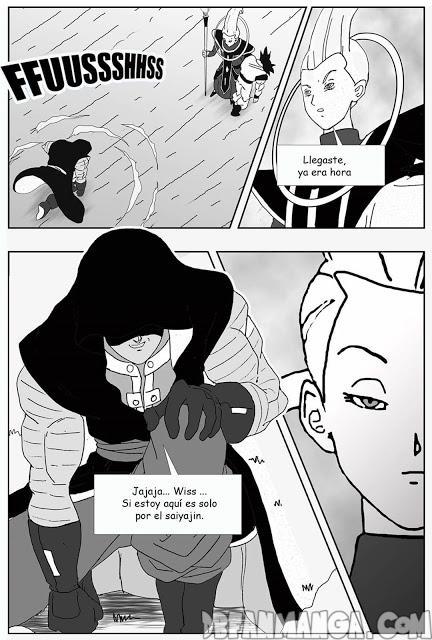 FFUUSSSHHSS
Llegaste,
ya era hora
Jajaja... Wiss ...
Si estoy aquí es solo
por el saiyajin.
DBFANMANGA.COM